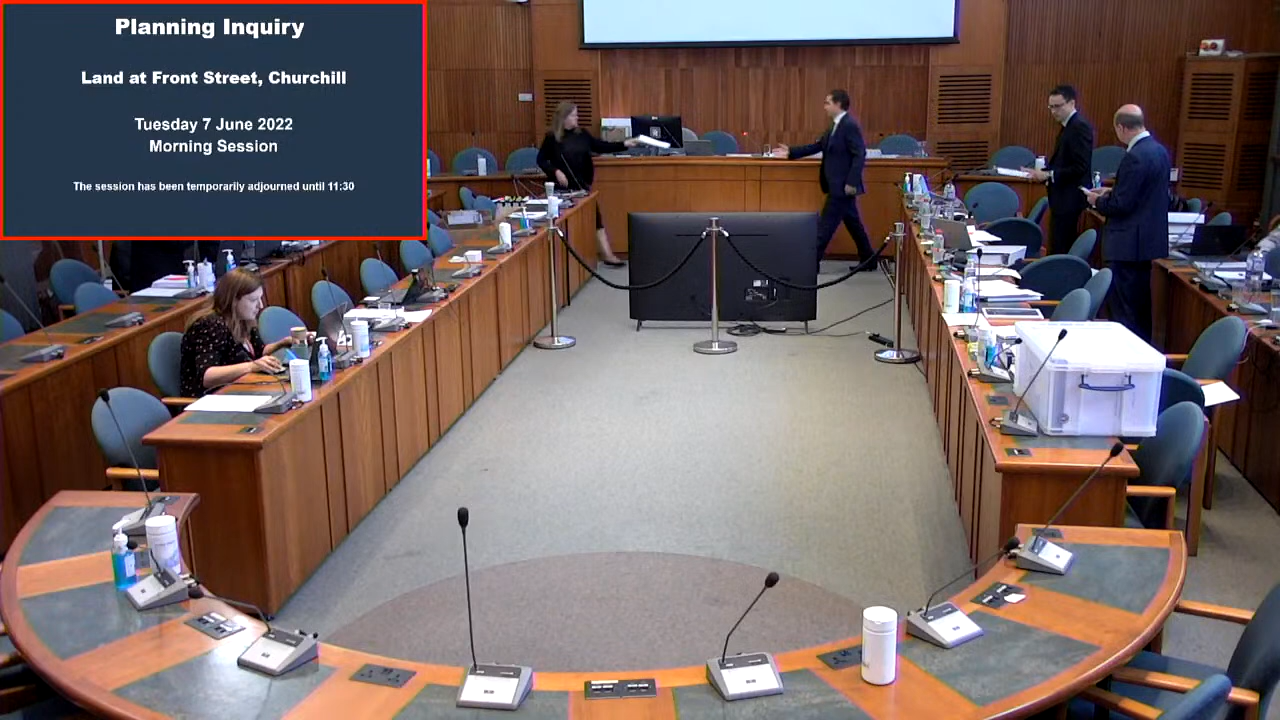 Planning Inquiry
Land at Front Street, Churchill
Tuesday 7 June 2022
Morning Session
The session has been temporarily adjourned until 11:30